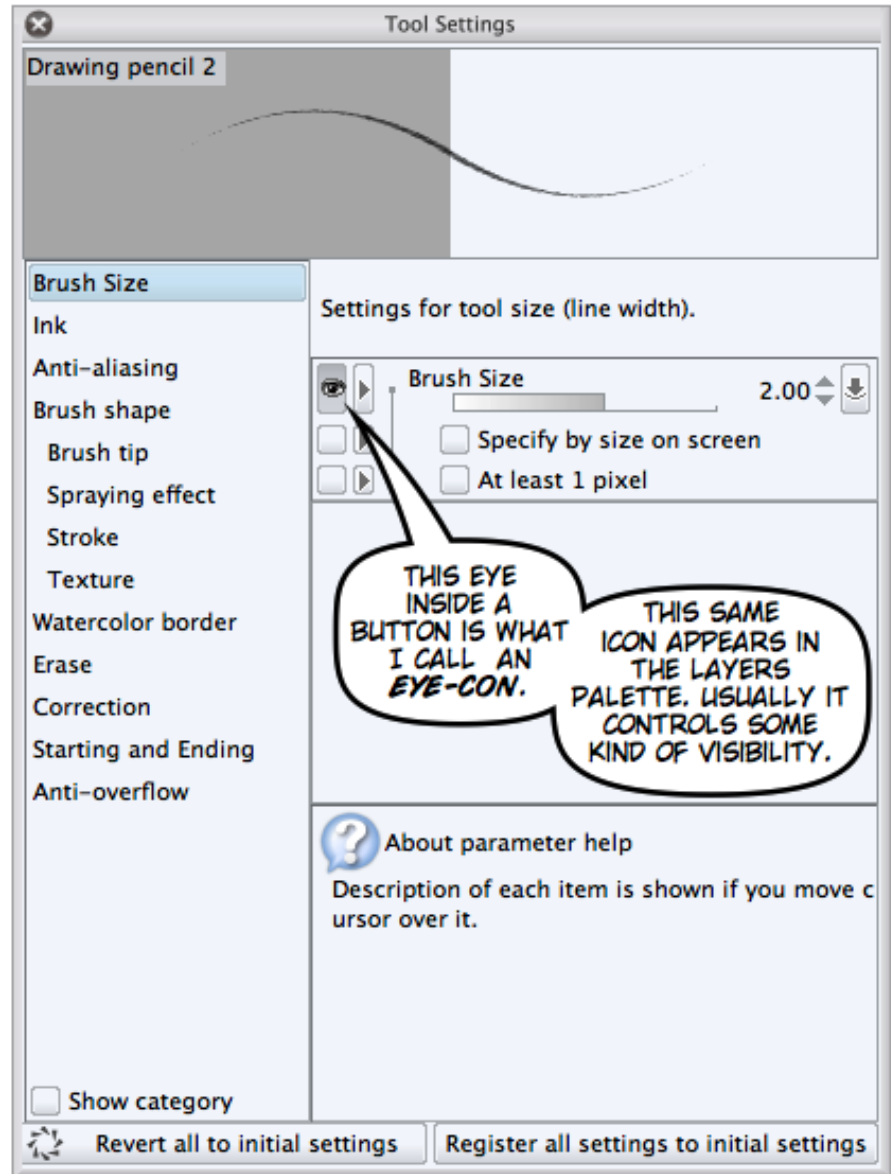 Tool Settings
Drawing pencil 2
Brush Size
Ink
Anti-aliasing
Brush shape
Brush tip
Spraying effect
Stroke
Texture
Watercolor border
Erase
Correction
Starting and Ending
Anti-overflow
Show category
Settings for tool size (line width).
Brush Size 2.00
Specify by size on screen
At least 1 pixel
THIS EYE
INSIDE A
BUTTON IS WHAT
I CALL AN
EYE-CON.
THIS SAME
ICON APPEARS IN
THE LAYERS
PALETTE. USUALLY IT
CONTROLS SOME
KIND OF VISIBILITY.
About parameter help
Description of each item is shown if you move c
ursor over it.
Revert all to initial settings
Register all settings to initial settings